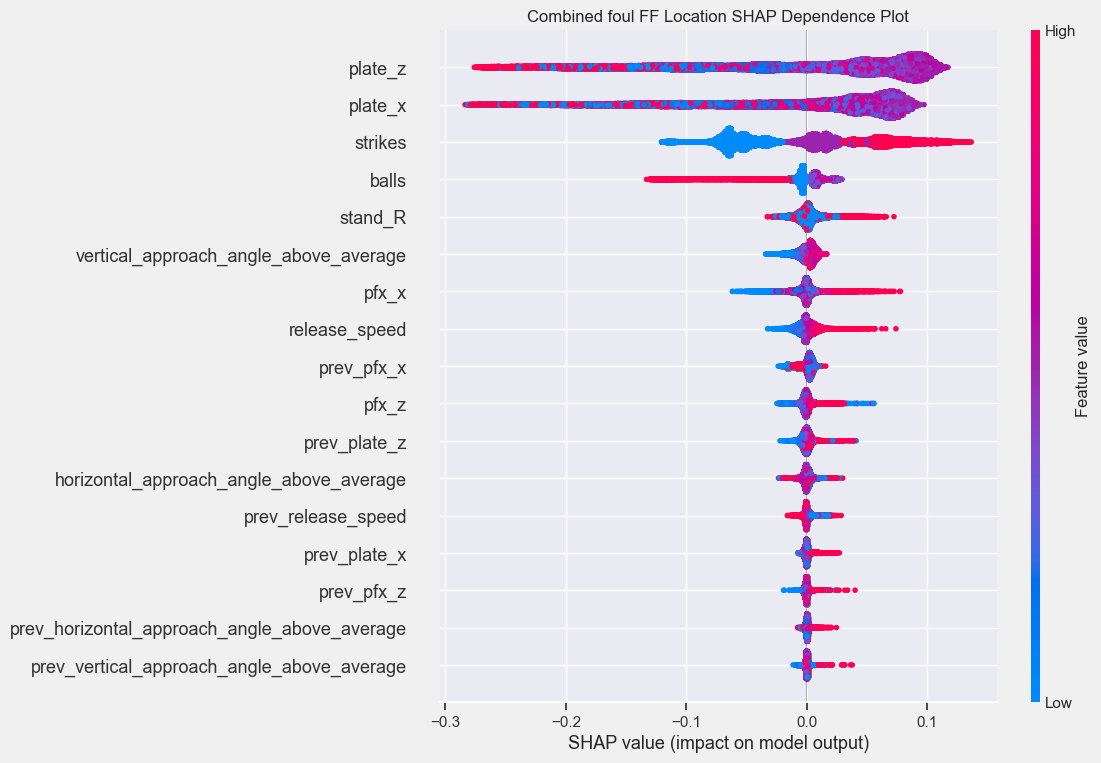 Combined foul FF Location SHAP Dependence Plot
High
plate_z
plate_x
strikes
balls
stand_R
vertical_approach_angle_above_average
pfx_x
release_speed
prev_pfx_x
pfx_z
prev_plate_z
horizontal_approach_angle_above_average
prev_release_speed
prev_plate_x
prev_pfx_z
prev_horizontal_approach_angle_above_average
prev_vertical_approach_angle_above_average
Feature value
Low
−0.3 −0.2 −0.1 0.0 0.1
SHAP value (impact on model output)